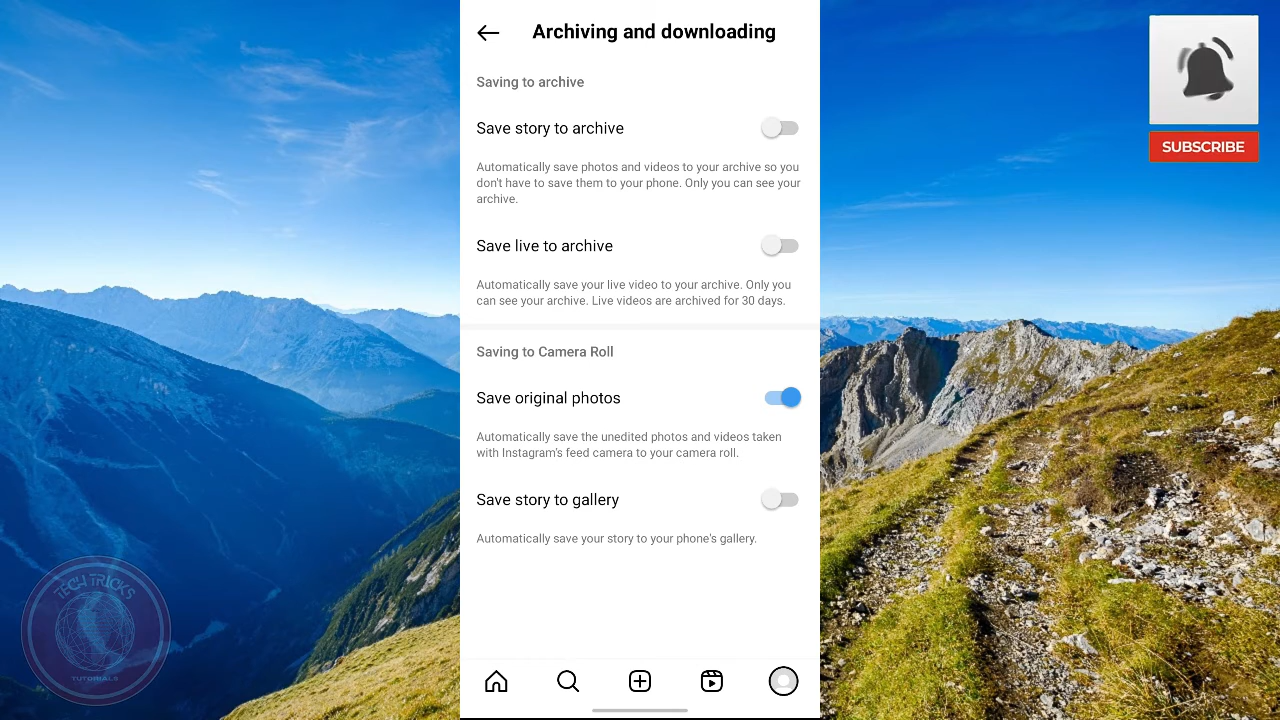 Archiving and downloading
Saving to archive
Save story to archive
Automatically save photos and videos to your archive so you
don't have to save them to your phone. Only you can see your
archive.
Save live to archive
Automatically save your live video to your archive. Only you
can see your archive. Live videos are archived for 30 days.
Saving to Camera Roll
Save original photos
Automatically save the unedited photos and videos taken
with Instagram's feed camera to your camera roll.
Save story to gallery
Automatically save your story to your phone's gallery.
SUBSCRIBE
TECH TRICKS
TUTORIALS